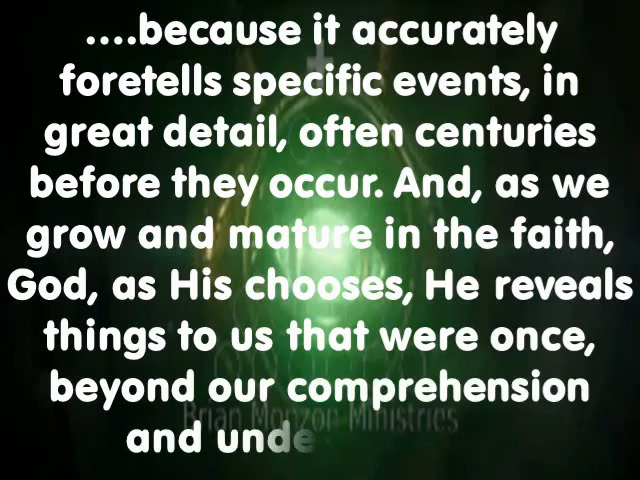 ....because it accurately
foretells specific events, in
great detail, often centuries
before they occur. And, as we
grow and mature in the faith,
God, as His chooses, He reveals
things to us that were once,
beyond our comprehension
Brian Monzon Ministries
and unde